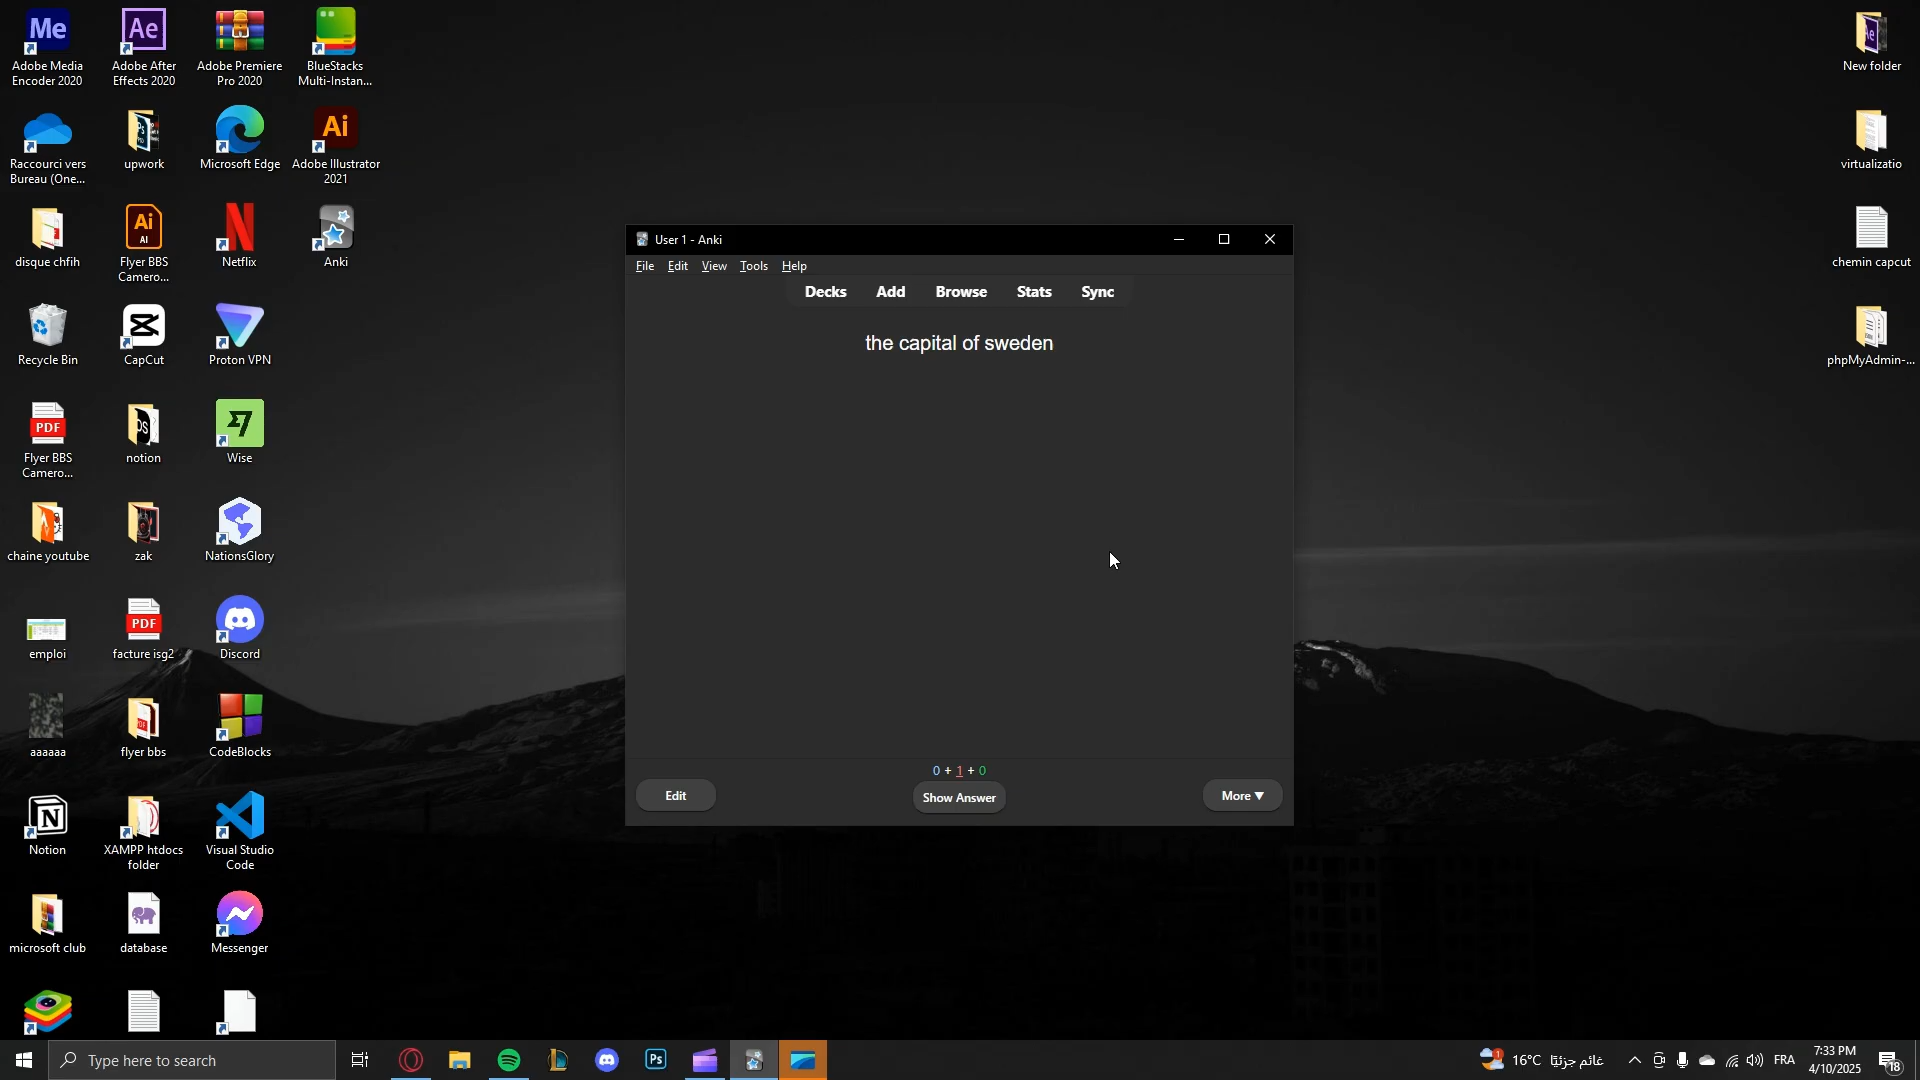 Adobe Media
Encoder 2020
Adobe After
Effects 2020
Adobe Premiere
Pro 2020
BlueStacks
Multi-Instan...
New folder
Raccourci vers
Bureau (One...
upwork
Microsoft Edge
Adobe Illustrator
2021
virtualizatio
disque chfih
Flyer BBS
Camero...
Netflix
Anki
chemin capcut
Recycle Bin
CapCut
Proton VPN
phpMyAdmin-...
Flyer BBS
Camero...
notion
Wise
chaine youtube
zak
NationsGlory
emploi
facture isg2
Discord
aaaaaa
flyer bbs
CodeBlocks
Notion
XAMPP htdocs
folder
Visual Studio
Code
microsoft club
database
Messenger
User 1 - Anki
File Edit View Tools Help
Decks Add Browse Stats Sync
the capital of sweden
0 + 1 + 0
Edit
Show Answer
More ▼
Type here to search
16°C غائم جزئيًا
FRA
7:33 PM
4/10/2025
18